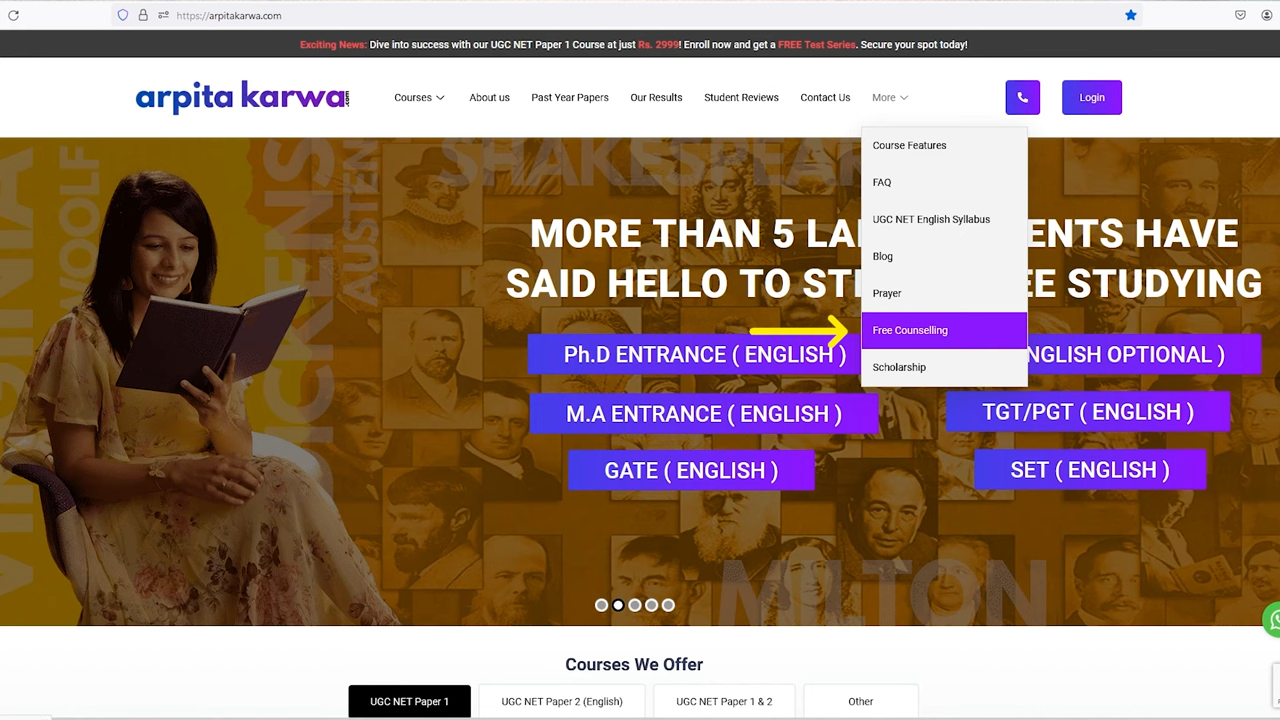 https://arpitakarwa.com
Exciting News: Dive into success with our UGC NET Paper 1 Course at just Rs. 2999! Enroll now and get a FREE Test Series. Secure your spot today!
arpita karwa.com
Courses
About us
Past Year Papers
Our Results
Student Reviews
Contact Us
More
Login
Course Features
FAQ
UGC NET English Syllabus
Blog
Prayer
Free Counselling
Scholarship
WOOLF
DICKENS
AUSTEN
SHAKESPEAR
MORE THAN 5 LA ENTS HAVE
SAID HELLO TO ST EE STUDYING
Ph.D ENTRANCE ( ENGLISH )
NGLISH OPTIONAL )
M.A ENTRANCE ( ENGLISH )
TGT/PGT ( ENGLISH )
GATE ( ENGLISH )
SET ( ENGLISH )
MILTON
Courses We Offer
UGC NET Paper 1
UGC NET Paper 2 (English)
UGC NET Paper 1 & 2
Other